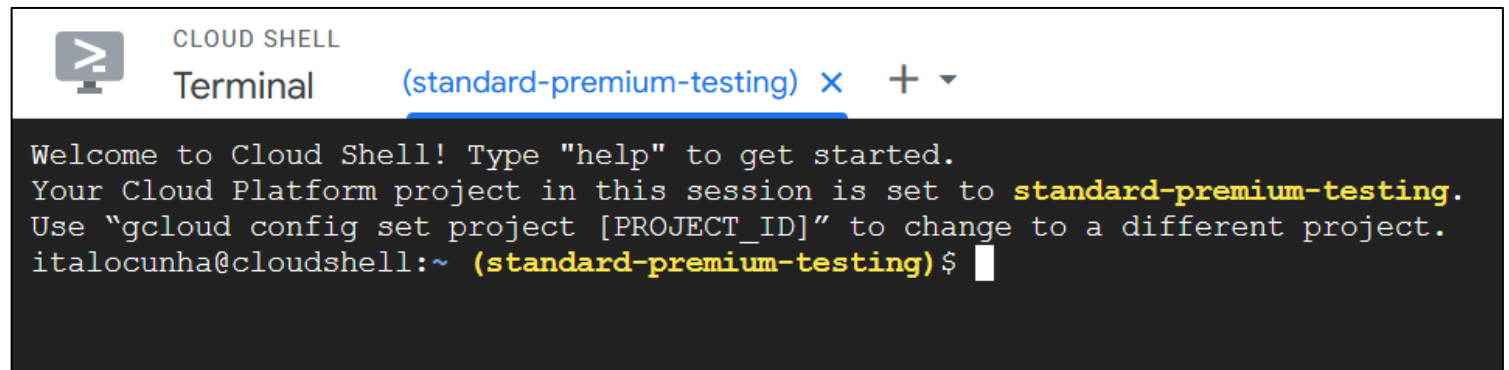 CLOUD SHELL
Terminal (standard-premium-testing)
Welcome to Cloud Shell! Type "help" to get started.
Your Cloud Platform project in this session is set to standard-premium-testing.
Use “gcloud config set project [PROJECT_ID]” to change to a different project.
italocunha@cloudshell:~ (standard-premium-testing)$